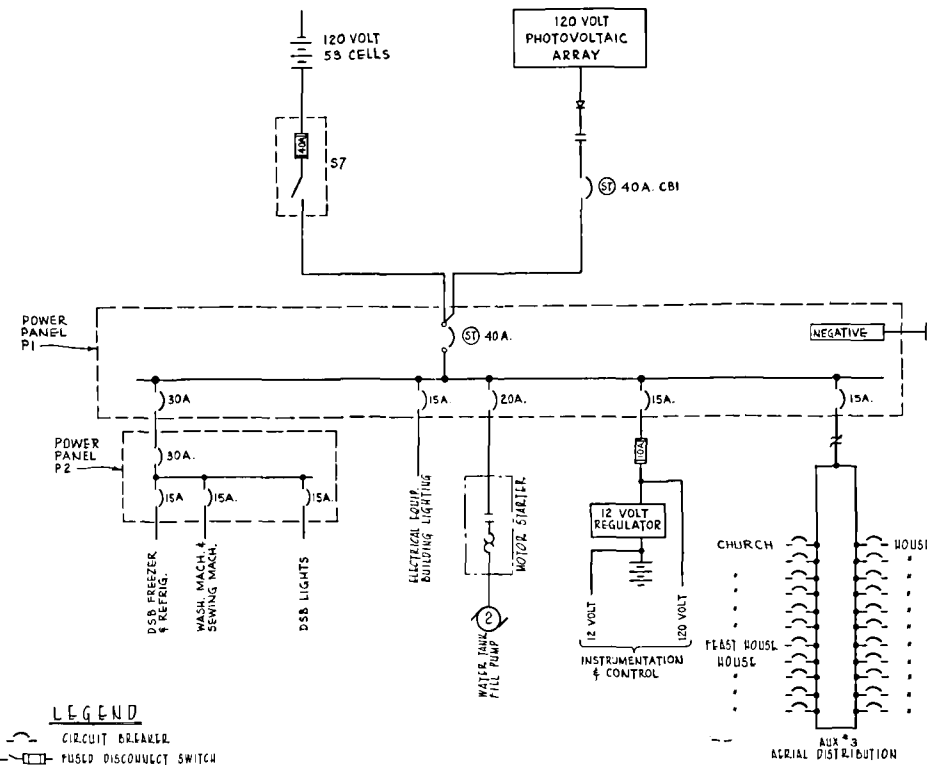 120 VOLT
53 CELLS
120 VOLT
PHOTOVOLTAIC
ARRAY
40A
S7
ST 40A. CB1
POWER
PANEL
P1
ST 40A.
NEGATIVE
30A
15A.
20A.
15A.
15A.
POWER
PANEL
P2
30A.
15A
15A.
15A.
10A
DSB FREEZER
& REFRIG.
WASH. MACH. &
SEWING MACH.
DSB LIGHTS
ELECTRICAL EQUIP.
BUILDING LIGHTING
MOTOR STARTER
2
WATER TANK
FILL PUMP
12 VOLT
REGULATOR
12 VOLT
120 VOLT
INSTRUMENTATION
& CONTROL
CHURCH
HOUSE
"
"
"
"
"
"
"
"
"
"
FEAST HOUSE
HOUSE
"
"
"
"
"
"
AUX #3
AERIAL DISTRIBUTION
LEGEND
CIRCUIT BREAKER
FUSED DISCONNECT SWITCH